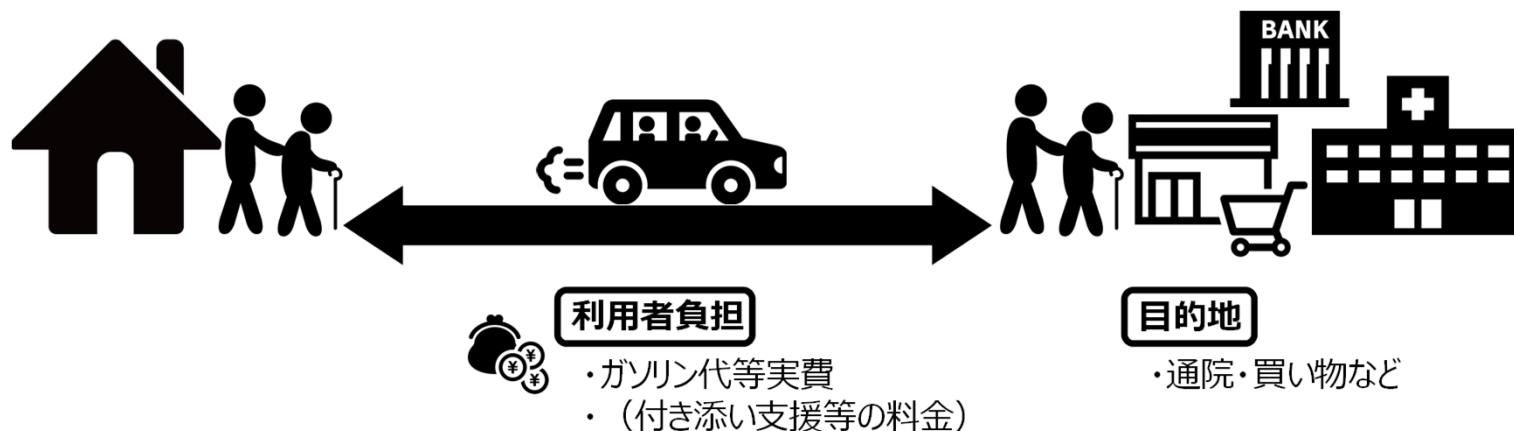 BANK
利用者負担
・ガソリン代等実費
・（付き添い支援等の料金）
目的地
・通院・買い物など
¥
¥
¥